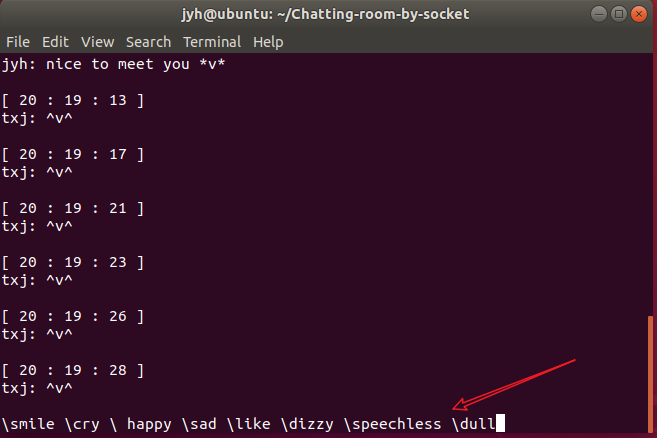 jyh@ubuntu: ~/Chatting-room-by-socket
File Edit View Search Terminal Help
jyh: nice to meet you *v*
[ 20 : 19 : 13 ]
txj: ^v^
[ 20 : 19 : 17 ]
txj: ^v^
[ 20 : 19 : 21 ]
txj: ^v^
[ 20 : 19 : 23 ]
txj: ^v^
[ 20 : 19 : 26 ]
txj: ^v^
[ 20 : 19 : 28 ]
txj: ^v^
\smile \cry \ happy \sad \like \dizzy \speechless \dull